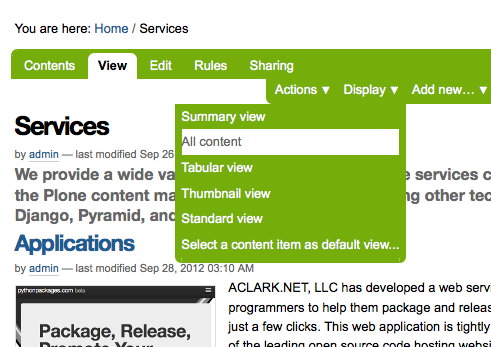 You are here: Home / Services
Contents View Edit Rules Sharing
Actions ▼ Display ▼ Add new… ▼
Summary view
All content
Tabular view
Thumbnail view
Standard view
Select a content item as default view...
Services
by admin — last modified Sep 26
We provide a wide va e services c
the Plone content ma ng other tec
Django, Pyramid, and
Applications
by admin — last modified Sep 28, 2012 03:10 AM
pythonpackages.com beta
Package, Release,
Promote Your
ACLARK.NET, LLC has developed a web servi
programmers to help them package and releas
just a few clicks. This web application is tightly
of the leading open source code hosting websi